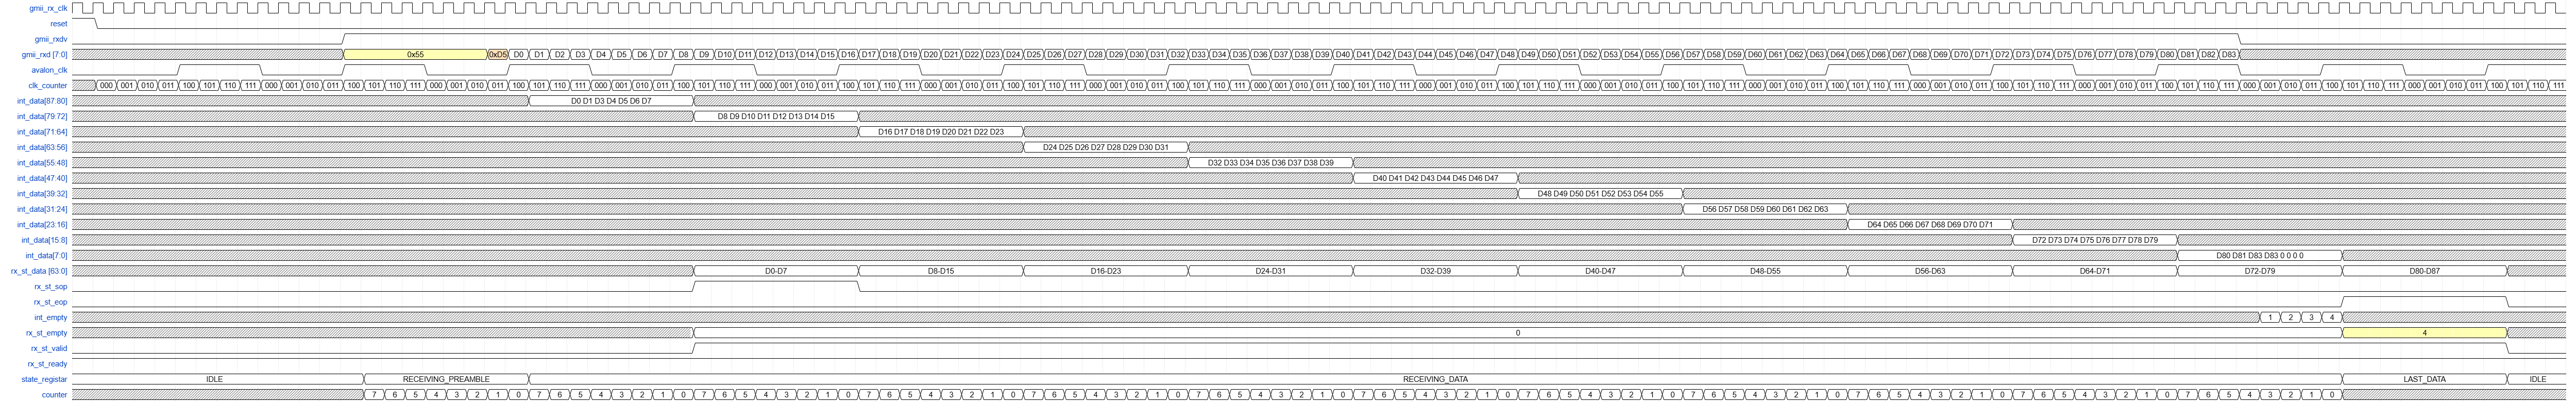 gmii_rx_clk
reset
gmii_rxdv
gmii_rxd [7:0] 0x55 0xD5 D0 D1 D2 D3 D4 D5 D6 D7 D8 D9 D10 D11 D12 D13 D14 D15 D16 D17 D18 D19 D20 D21 D22 D23 D24 D25 D26 D27 D28 D29 D30 D31 D32 D33 D34 D35 D36 D37 D38 D39 D40 D41 D42 D43 D44 D45 D46 D47 D48 D49 D50 D51 D52 D53 D54 D55 D56 D57 D58 D59 D60 D61 D62 D63 D64 D65 D66 D67 D68 D69 D70 D71 D72 D73 D74 D75 D76 D77 D78 D79 D80 D81 D82 D83
avalon_clk
clk_counter 000 001 010 011 100 101 110 111 000 001 010 011 100 101 110 111 000 001 010 011 100 101 110 111 000 001 010 011 100 101 110 111 000 001 010 011 100 101 110 111 000 001 010 011 100 101 110 111 000 001 010 011 100 101 110 111 000 001 010 011 100 101 110 111 000 001 010 011 100 101 110 111 000 001 010 011 100 101 110 111 000 001 010 011 100 101 110 111 000 001 010 011 100 101 110 111 000 001 010 011 100 101 110 111 000 001 010 011 100 101 110 111 000 001 010 011 100 101 110 111
int_data[87:80] D0 D1 D3 D4 D5 D6 D7
int_data[79:72] D8 D9 D10 D11 D12 D13 D14 D15
int_data[71:64] D16 D17 D18 D19 D20 D21 D22 D23
int_data[63:56] D24 D25 D26 D27 D28 D29 D30 D31
int_data[55:48] D32 D33 D34 D35 D36 D37 D38 D39
int_data[47:40] D40 D41 D42 D43 D44 D45 D46 D47
int_data[39:32] D48 D49 D50 D51 D52 D53 D54 D55
int_data[31:24] D56 D57 D58 D59 D60 D61 D62 D63
int_data[23:16] D64 D65 D66 D67 D68 D69 D70 D71
int_data[15:8] D72 D73 D74 D75 D76 D77 D78 D79
int_data[7:0] D80 D81 D83 D83 0 0 0 0
rx_st_data [63:0] D0-D7 D8-D15 D16-D23 D24-D31 D32-D39 D40-D47 D48-D55 D56-D63 D64-D71 D72-D79 D80-D87
rx_st_sop
rx_st_eop
int_empty 1 2 3 4
rx_st_empty 0 4
rx_st_valid
rx_st_ready
state_registar IDLE RECEIVING_PREAMBLE RECEIVING_DATA LAST_DATA IDLE
counter 7 6 5 4 3 2 1 0 7 6 5 4 3 2 1 0 7 6 5 4 3 2 1 0 7 6 5 4 3 2 1 0 7 6 5 4 3 2 1 0 7 6 5 4 3 2 1 0 7 6 5 4 3 2 1 0 7 6 5 4 3 2 1 0 7 6 5 4 3 2 1 0 7 6 5 4 3 2 1 0 7 6 5 4 3 2 1 0 7 6 5 4 3 2 1 0